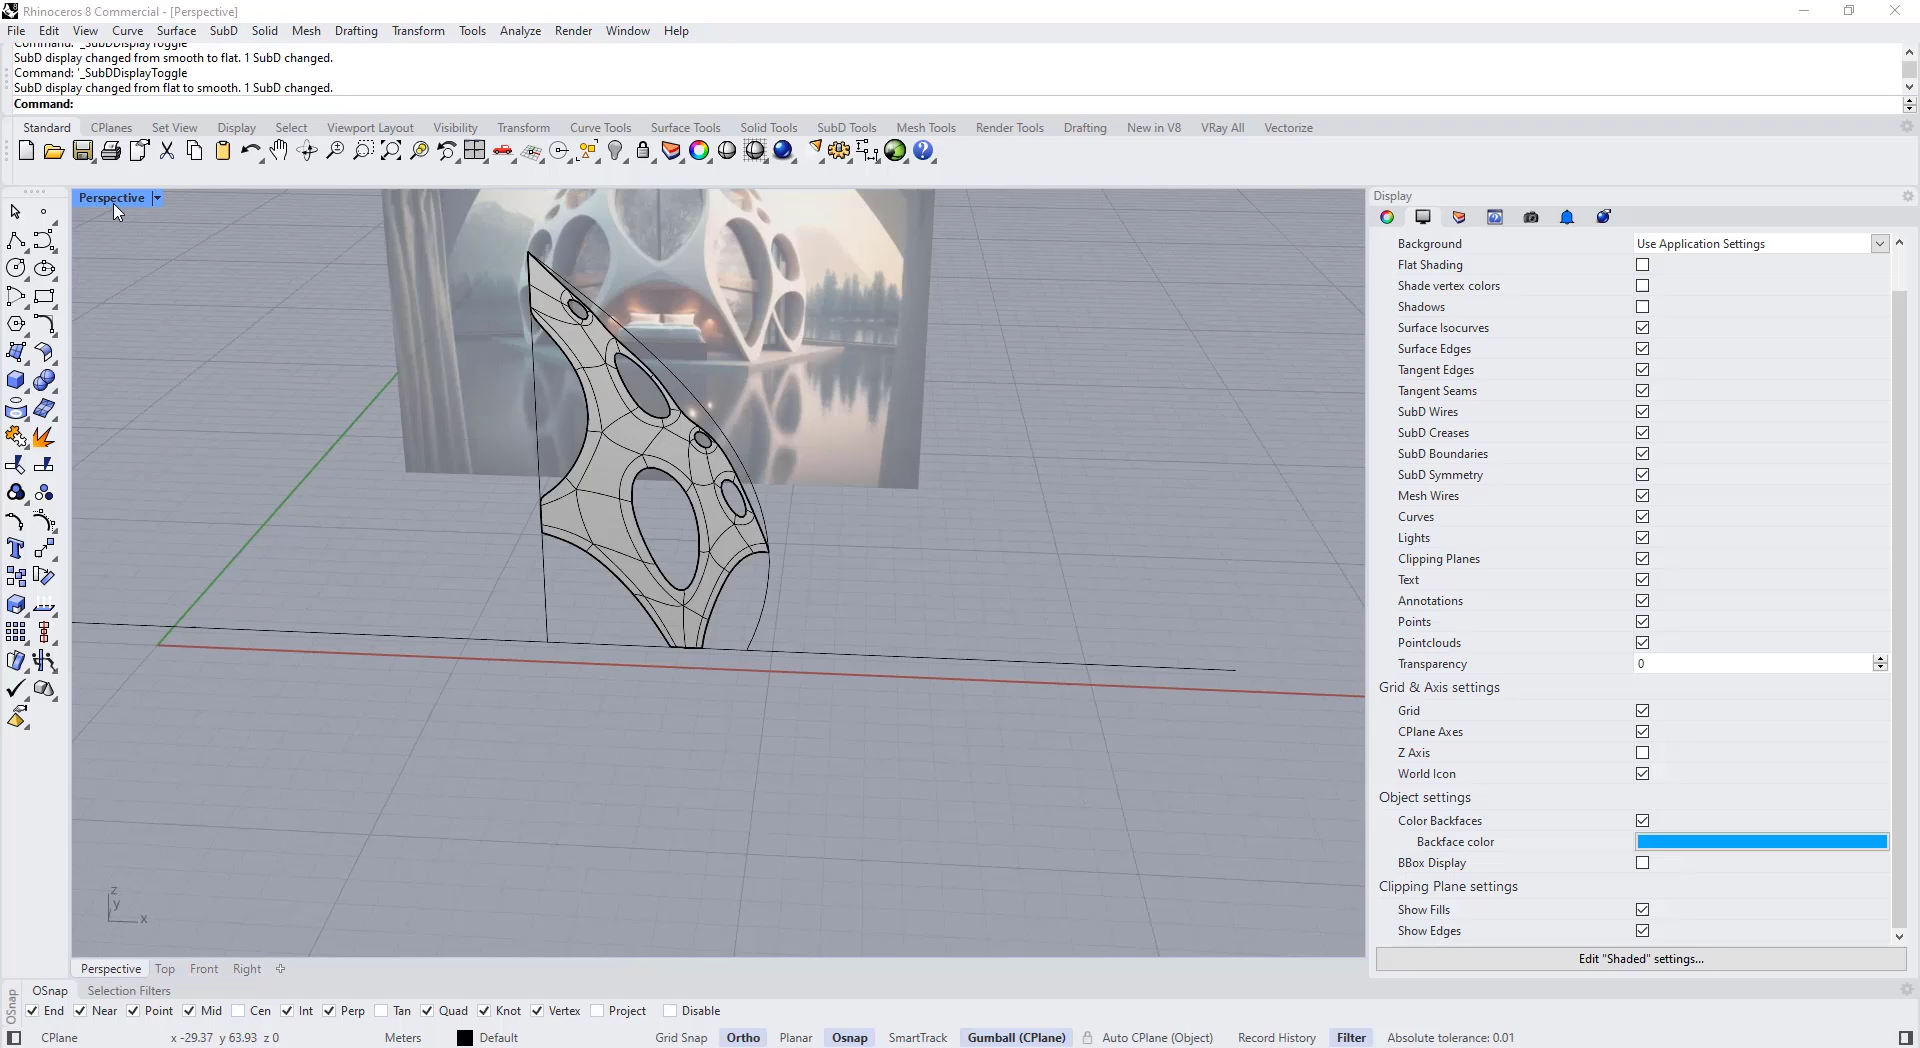 Rhinoceros 8 Commercial - [Perspective]
File Edit View Curve Surface SubD Solid Mesh Drafting Transform Tools Analyze Render Window Help
Command: '_SubDDisplayToggle
SubD display changed from smooth to flat. 1 SubD changed.
Command: '_SubDDisplayToggle
SubD display changed from flat to smooth. 1 SubD changed.
Command:
Standard CPlanes Set View Display Select Viewport Layout Visibility Transform Curve Tools Surface Tools Solid Tools SubD Tools Mesh Tools Render Tools Drafting New in V8 VRay All Vectorize
Perspective
Display
Background Use Application Settings
Flat Shading
Shade vertex colors
Shadows
Surface Isocurves
Surface Edges
Tangent Edges
Tangent Seams
SubD Wires
SubD Creases
SubD Boundaries
SubD Symmetry
Mesh Wires
Curves
Lights
Clipping Planes
Text
Annotations
Points
Pointclouds
Transparency 0
Grid & Axis settings
Grid
CPlane Axes
Z Axis
World Icon
Object settings
Color Backfaces
Backface color
BBox Display
Clipping Plane settings
Show Fills
Show Edges
Edit "Shaded" settings...
z
y
x
Perspective Top Front Right
OSnap
OSnap Selection Filters
End Near Point Mid Cen Int Perp Tan Quad Knot Vertex Project Disable
CPlane x -29.37 y 63.93 z 0 Meters Default Grid Snap Ortho Planar Osnap SmartTrack Gumball (CPlane) Auto CPlane (Object) Record History Filter Absolute tolerance: 0.01